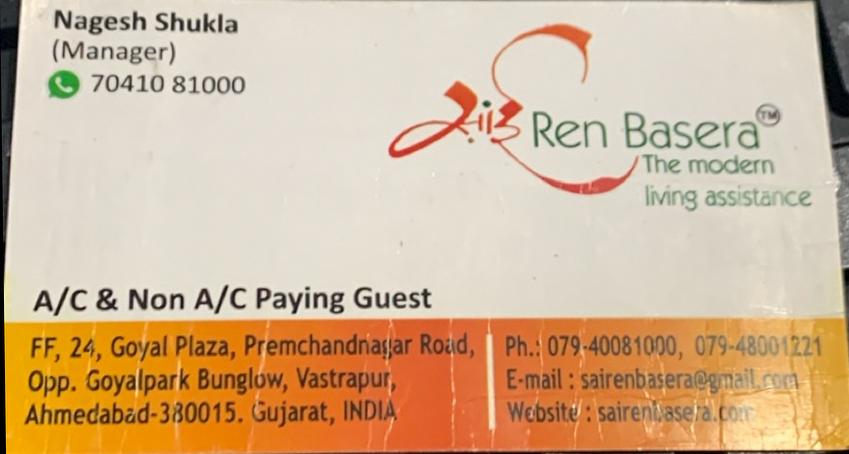 Nagesh Shukla
(Manager)
70410 81000
साँई Ren Basera TM
The modern
living assistance
A/C & Non A/C Paying Guest
FF, 24, Goyal Plaza, Premchandnagar Road,
Opp. Goyalpark Bunglow, Vastrapur,
Ahmedabad-380015. Gujarat, INDIA
Ph.: 079-40081000, 079-48001221
E-mail : sairenbasera@gmail.com
Website : sairenbasera.com